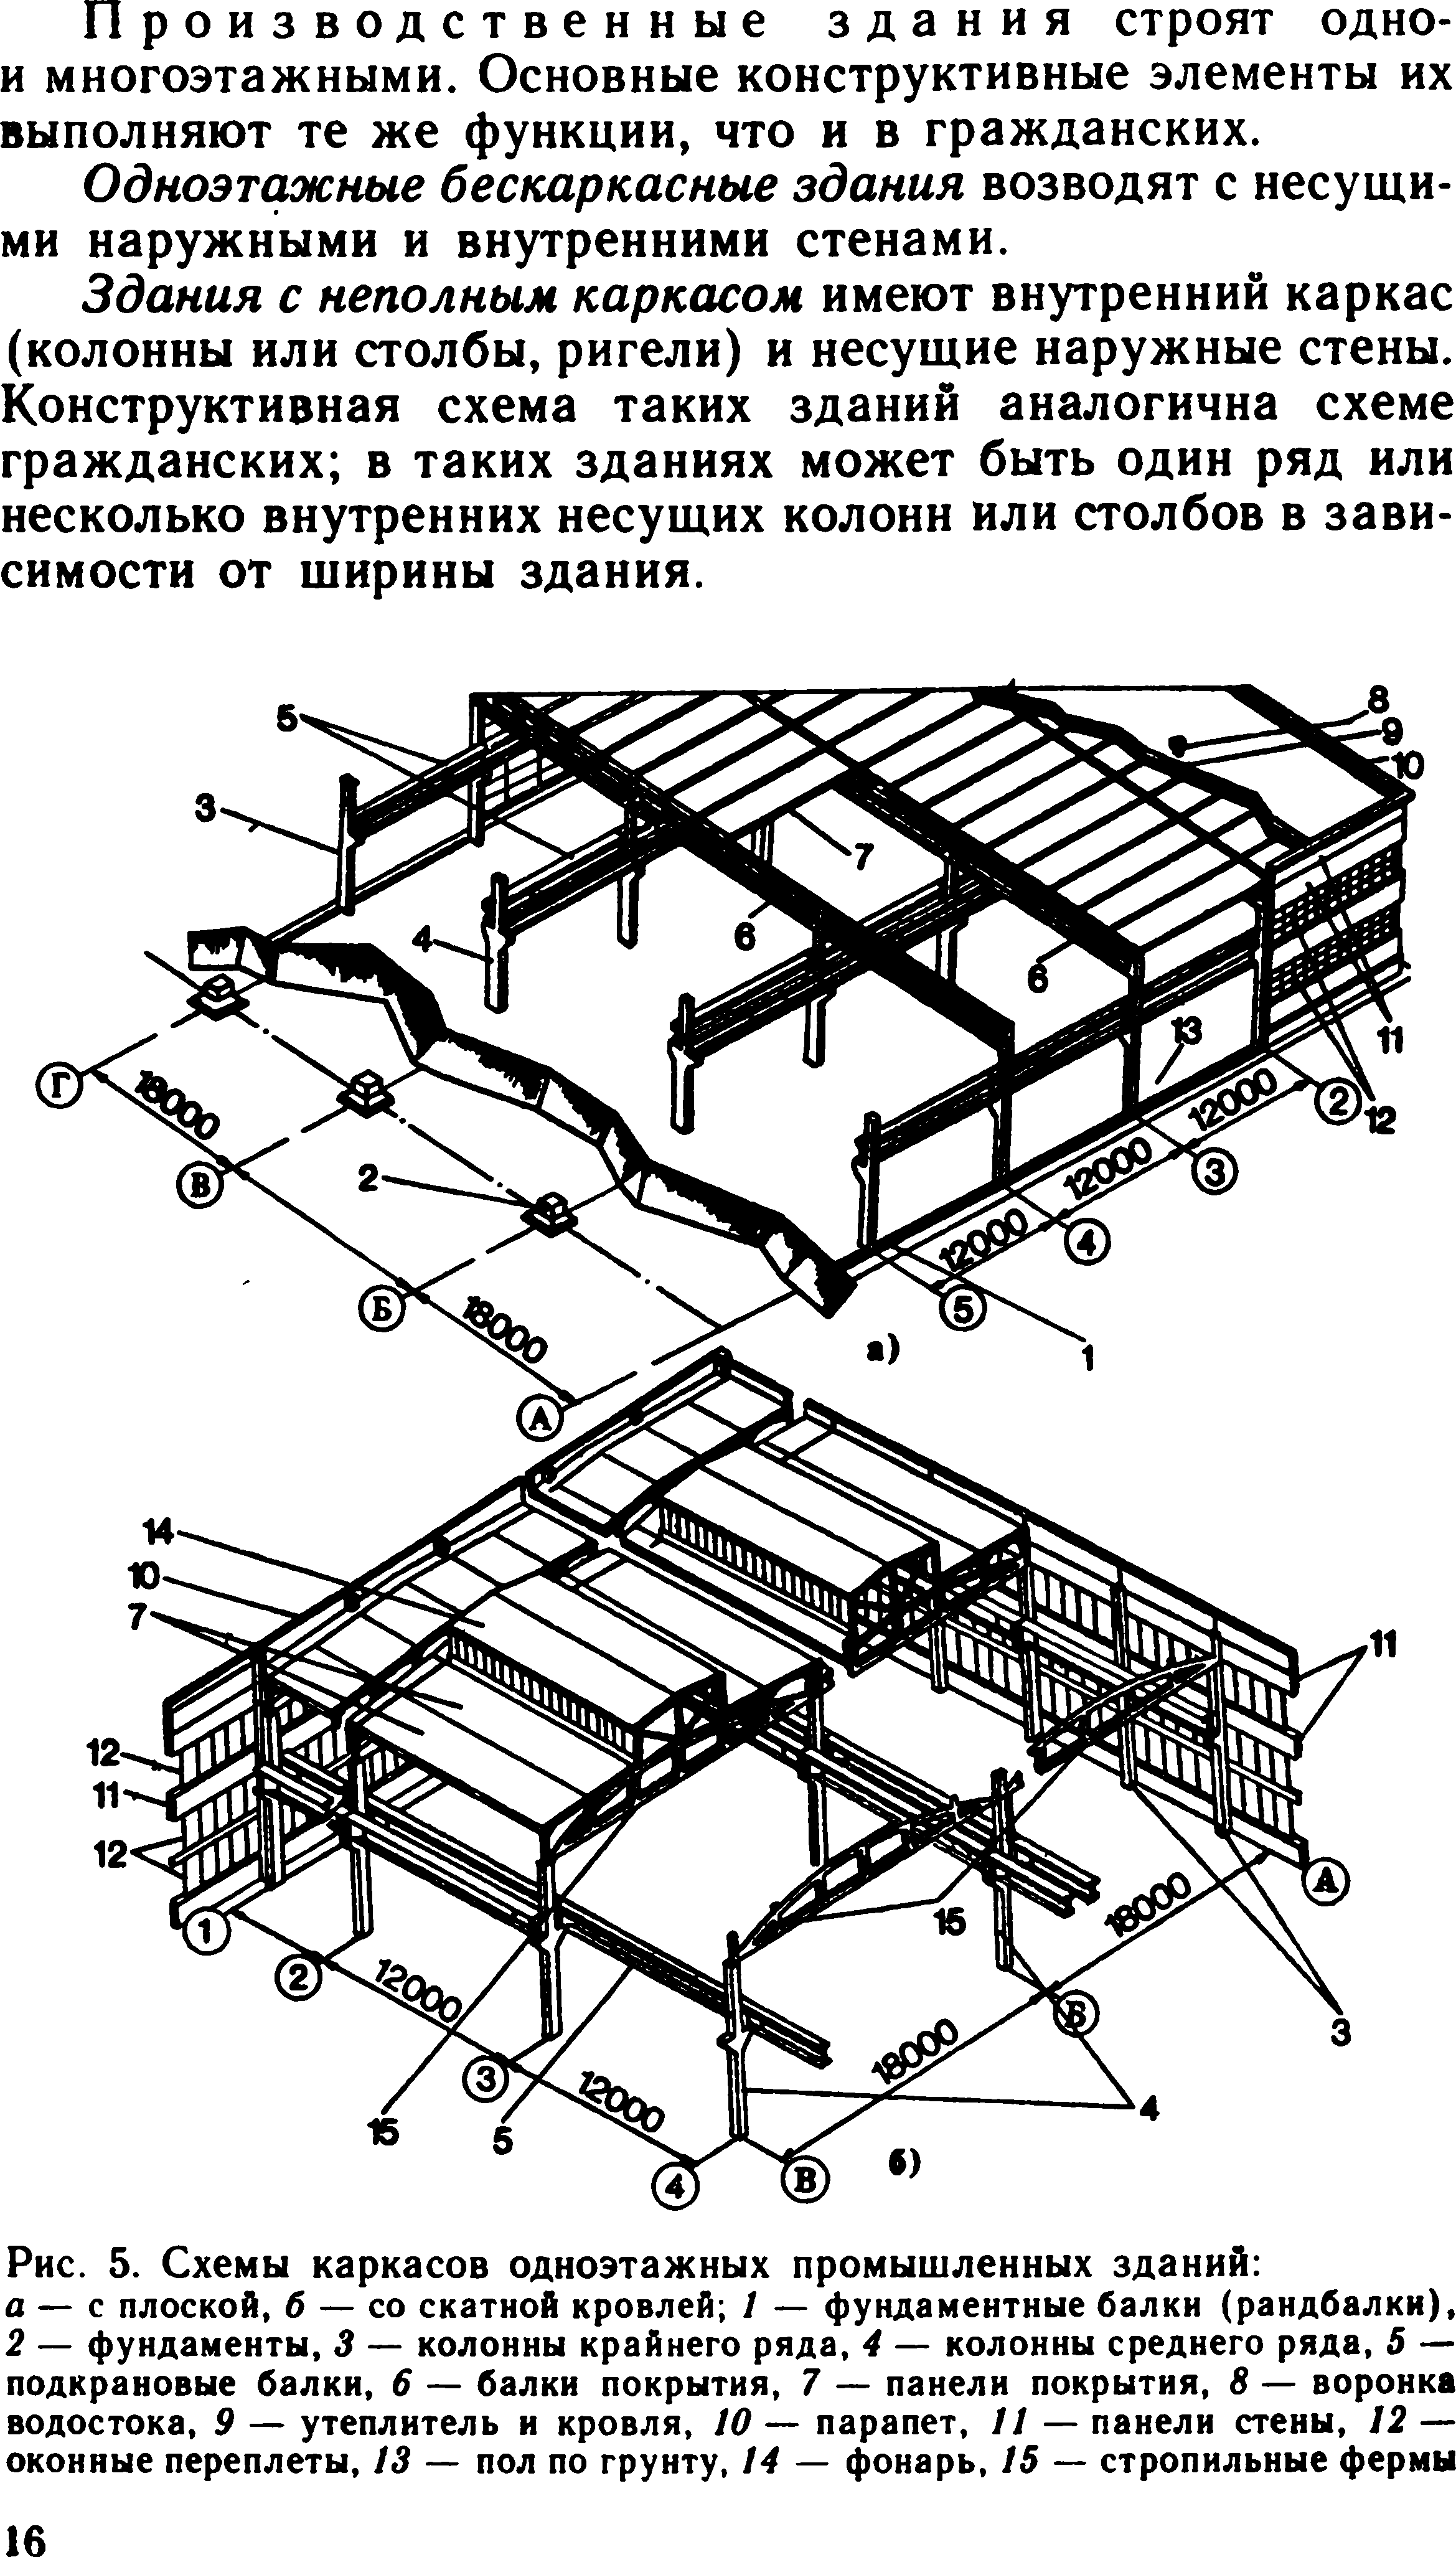 Производственные здания строят одно-
и многоэтажными. Основные конструктивные элементы их
выполняют те же функции, что и в гражданских.
Одноэтажные бескаркасные здания возводят с несущи-
ми наружными и внутренними стенами.
Здания с неполным каркасом имеют внутренний каркас
(колонны или столбы, ригели) и несущие наружные стены.
Конструктивная схема таких зданий аналогична схеме
гражданских; в таких зданиях может быть один ряд или
несколько внутренних несущих колонн или столбов в зави-
симости от ширины здания.
5
8
9
10
3
7
4
6
6
13
11
12
Г
18000
В
2
Б
18000
А
12000
2
12000
3
12000
4
5
1
а)
14
10
7
11
12
11
12
1
2
12000
3
12000
4
15
5
15
18000
А
Б
18000
В
3
4
б)
Рис. 5. Схемы каркасов одноэтажных промышленных зданий:
а — с плоской, б — со скатной кровлей; 1 — фундаментные балки (рандбалки),
2 — фундаменты, 3 — колонны крайнего ряда, 4 — колонны среднего ряда, 5 —
подкрановые балки, 6 — балки покрытия, 7 — панели покрытия, 8 — воронка
водостока, 9 — утеплитель и кровля, 10 — парапет, 11 — панели стены, 12 —
оконные переплеты, 13 — пол по грунту, 14 — фонарь, 15 — стропильные фермы
16